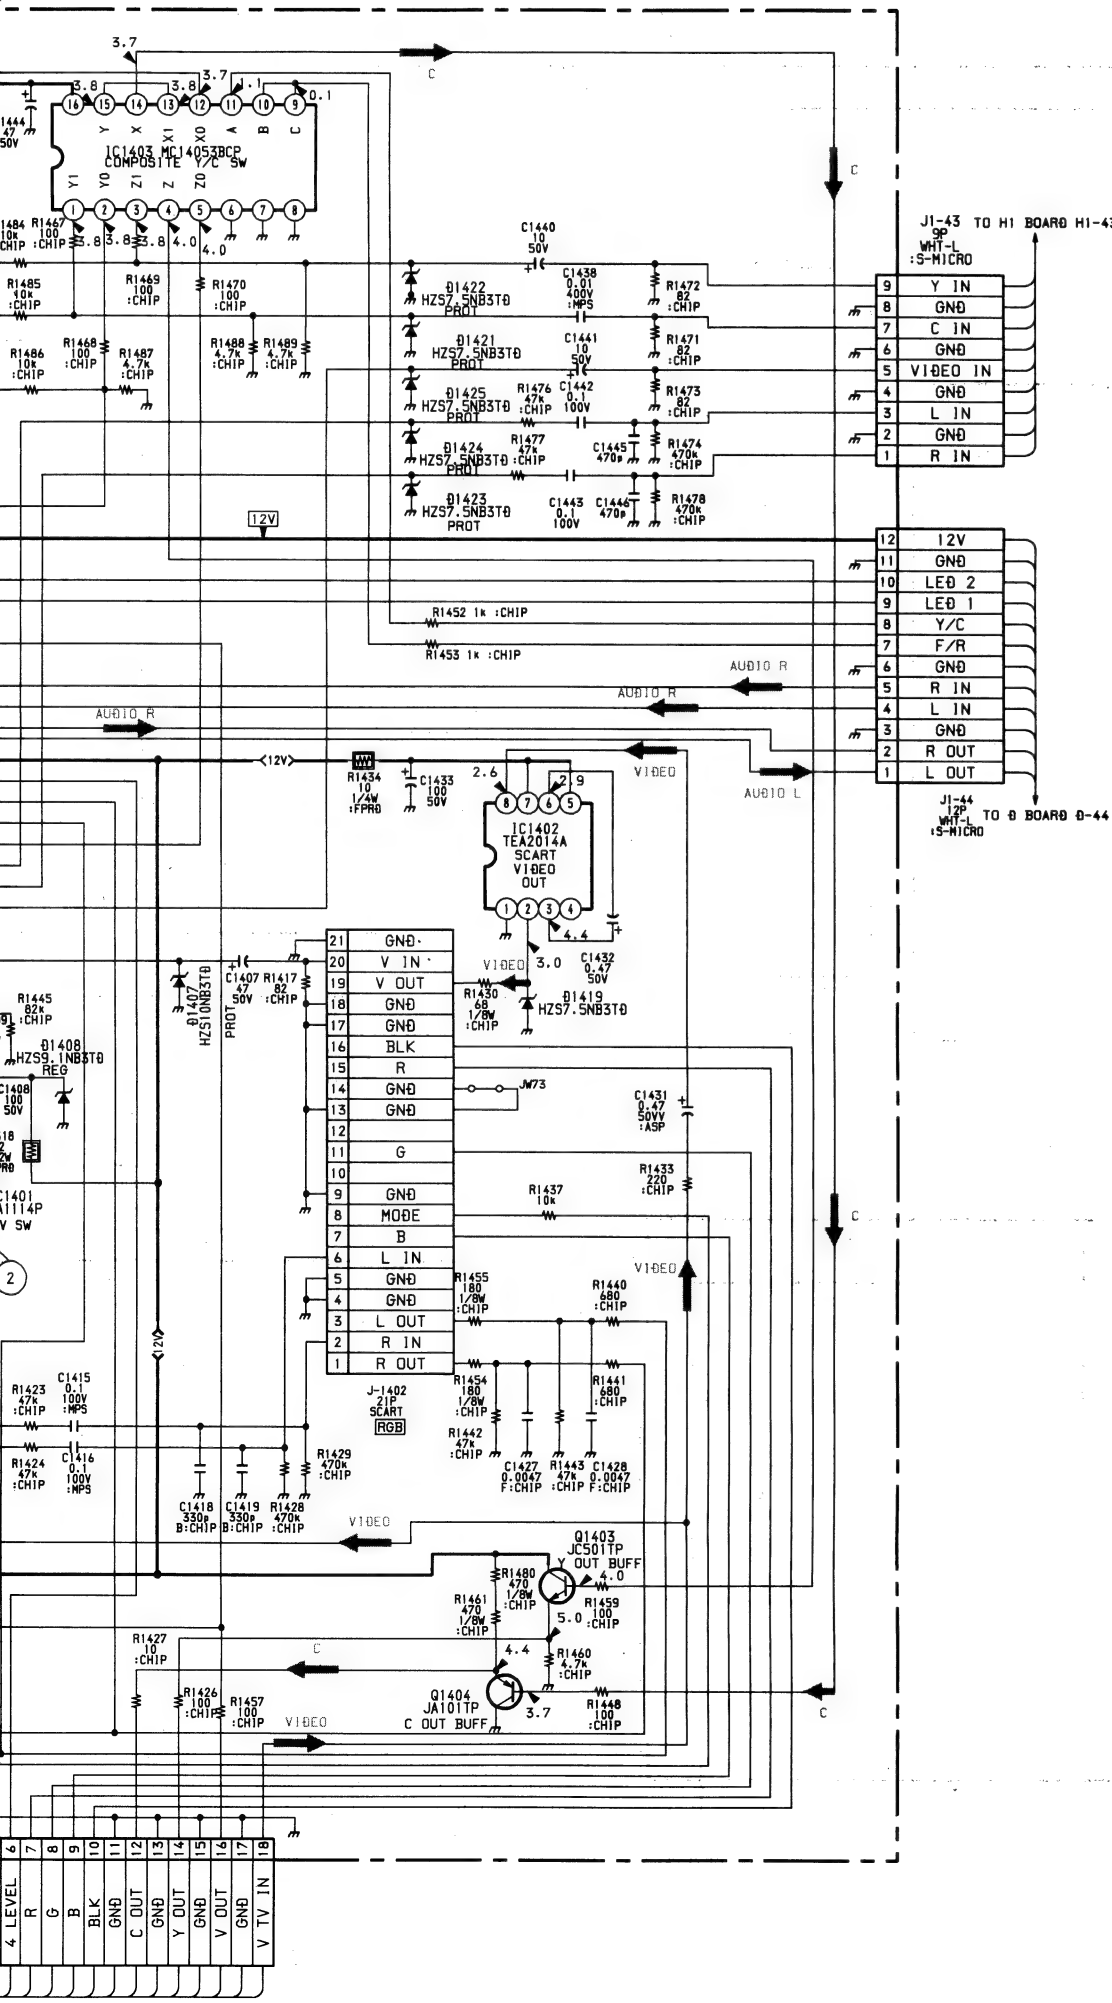 3.7
C
3.8
3.8
3.7
1.1
0.1
16 15 14 13 12 11 10 9
Y X X1 X0 A B C
IC1403 MC14053BCP
COMPOSITE Y/C SW
Y1 Y0 Z1 Z Z0
1 2 3 4 5 6 7 8
1444
47
50V
C
3.8
3.8
3.8
4.0
4.0
1484
10k
CHIP
R1467
100
:CHIP
R1485
10k
:CHIP
R1469
100
:CHIP
R1470
100
:CHIP
R1486
10k
:CHIP
R1468
100
:CHIP
R1487
4.7k
:CHIP
R1488
4.7k
:CHIP
R1489
4.7k
:CHIP
C1440
10
50V
C1438
0.01
400V
:MPS
D1422
HZS7.5NB3TD
PROT
R1472
82
:CHIP
D1421
HZS7.5NB3TD
PROT
C1441
10
50V
R1471
82
:CHIP
D1425
HZS7.5NB3TD
PROT
R1476
47k
:CHIP
C1442
0.1
100V
R1473
82
:CHIP
D1424
HZS7.5NB3TD
PROT
R1477
47k
:CHIP
C1445
470p
R1474
470k
:CHIP
D1423
HZS7.5NB3TD
PROT
C1443
0.1
100V
C1446
470p
R1478
470k
:CHIP
J1-43
9P
WHT-L
:S-MICRO
TO H1 BOARD H1-43
9 Y IN
8 GND
7 C IN
6 GND
5 VIDEO IN
4 GND
3 L IN
2 GND
1 R IN
12V
12 12V
11 GND
10 LED 2
9 LED 1
8 Y/C
7 F/R
6 GND
5 R IN
4 L IN
3 GND
2 R OUT
1 L OUT
J1-44
12P
WHT-L
:S-MICRO
TO D BOARD D-44
R1452 1k :CHIP
R1453 1k :CHIP
AUDIO R
AUDIO R
AUDIO R
AUDIO L
VIDEO
12V
R1434
10
1/4W
:FPRD
C1433
100
50V
2.6
2.9
8 7 6 5
IC1402
TEA2014A
SCART
VIDEO
OUT
1 2 3 4
4.4
3.0
C1432
0.47
50V
VIDEO
R1430
68
1/8W
:CHIP
D1419
HZS7.5NB3TD
21 GND
20 V IN
19 V OUT
18 GND
17 GND
16 BLK
15 R
14 GND
13 GND
12
11 G
10
9 GND
8 MODE
7 B
6 L IN
5 GND
4 GND
3 L OUT
2 R IN
1 R OUT
J-1402
21P
SCART
RGB
JW73
D1407
HZS10NB3TD
PROT
C1407
47
50V
R1417
82
:CHIP
R1445
82k
:CHIP
D1408
HZS9.1NB3TD
REG
C1408
100
50V
18
2
2W
PRD
C1401
A1114P
V SW
2
12V
C1431
0.47
50VV
:ASP
R1433
220
:CHIP
R1437
10k
VIDEO
C
R1455
180
1/8W
:CHIP
R1440
680
:CHIP
R1454
180
1/8W
:CHIP
R1441
680
:CHIP
R1442
47k
:CHIP
C1427
0.0047
F:CHIP
R1443
47k
:CHIP
C1428
0.0047
F:CHIP
R1423
47k
:CHIP
C1415
0.1
100V
:MPS
R1424
47k
:CHIP
C1416
0.1
100V
:MPS
R1429
470k
:CHIP
C1418
330p
B:CHIP
C1419
330p
B:CHIP
R1428
470k
:CHIP
VIDEO
Q1403
JC501TP
Y OUT BUFF
4.0
R1480
470
1/8W
:CHIP
R1461
470
1/8W
:CHIP
R1459
100
:CHIP
5.0
R1460
4.7k
:CHIP
4.4
C
Q1404
JA101TP
C OUT BUFF
3.7
R1448
100
:CHIP
C
R1427
10
:CHIP
R1426
100
:CHIP
R1457
100
:CHIP
VIDEO
6 4 LEVEL
7 R
8 G
9 B
10 BLK
11 GND
12 C OUT
13 GND
14 Y OUT
15 GND
16 V OUT
17 GND
18 V TV IN